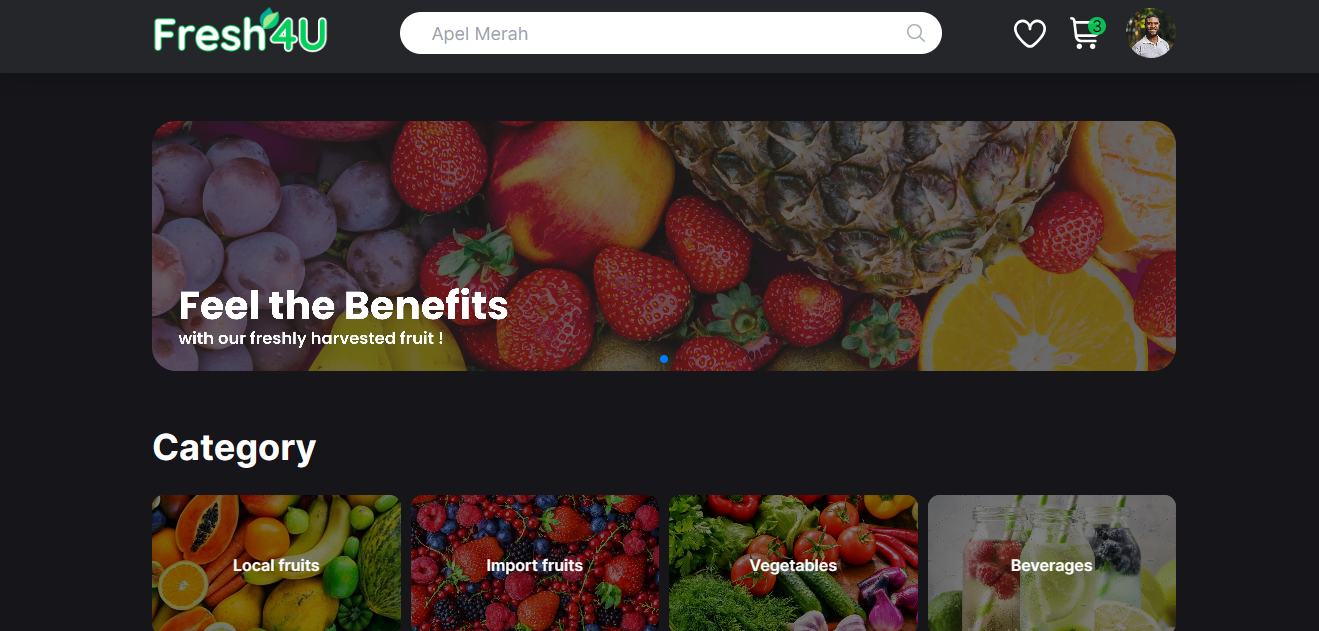 Fresh4U
Apel Merah
3
Feel the Benefits
with our freshly harvested fruit !
Category
Local fruits
Import fruits
Vegetables
Beverages